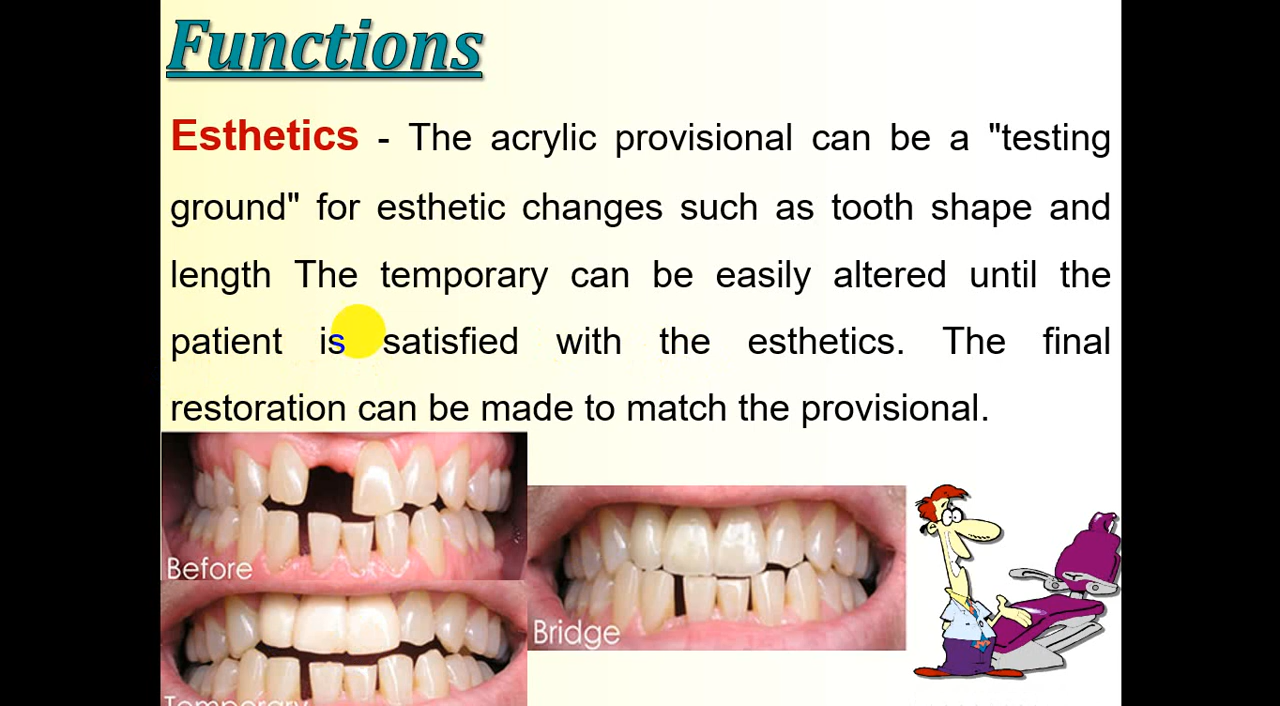 Functions
Esthetics - The acrylic provisional can be a "testing
ground" for esthetic changes such as tooth shape and
length The temporary can be easily altered until the
patient is satisfied with the esthetics. The final
restoration can be made to match the provisional.
Before
Bridge
Temporary